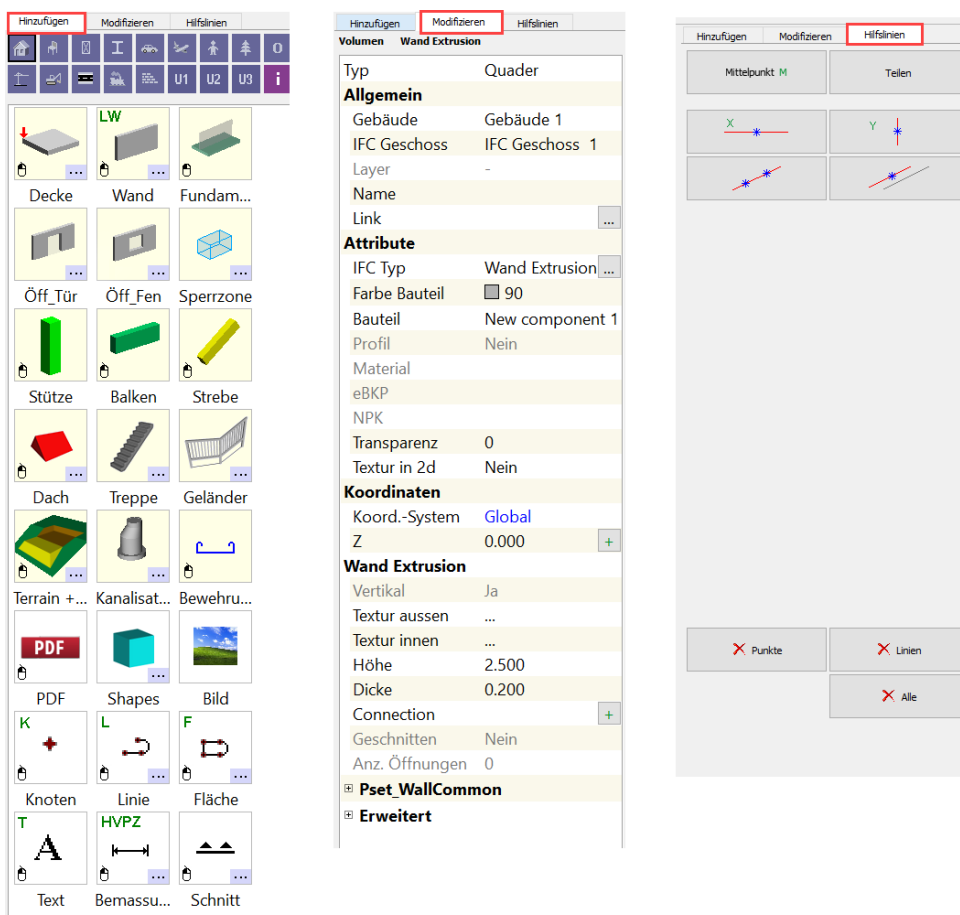 Hinzufügen Modifizieren Hilfslinien
O
U1 U2 U3 i
LW
... ...
Decke Wand Fundam...
... ... ...
Öff_Tür Öff_Fen Sperrzone
Stütze Balken Strebe
... ... ...
Dach Treppe Geländer
... ...
Terrain +... Kanalisat... Bewehru...
PDF
...
PDF Shapes Bild
K L F
... ...
Knoten Linie Fläche
T HVPZ
A
... ...
Text Bemassu... Schnitt
Hinzufügen Modifizieren Hilfslinien
Volumen Wand Extrusion
Typ Quader
Allgemein
Gebäude Gebäude 1
IFC Geschoss IFC Geschoss 1
Layer -
Name
Link ...
Attribute
IFC Typ Wand Extrusion ...
Farbe Bauteil 90
Bauteil New component 1
Profil Nein
Material
eBKP
NPK
Transparenz 0
Textur in 2d Nein
Koordinaten
Koord.-System Global
Z 0.000 +
Wand Extrusion
Vertikal Ja
Textur aussen ...
Textur innen ...
Höhe 2.500
Dicke 0.200
Connection +
Geschnitten Nein
Anz. Öffnungen 0
Pset_WallCommon
Erweitert
Hinzufügen Modifizieren Hilfslinien
Mittelpunkt M Teilen
X Y
Punkte Linien
Alle